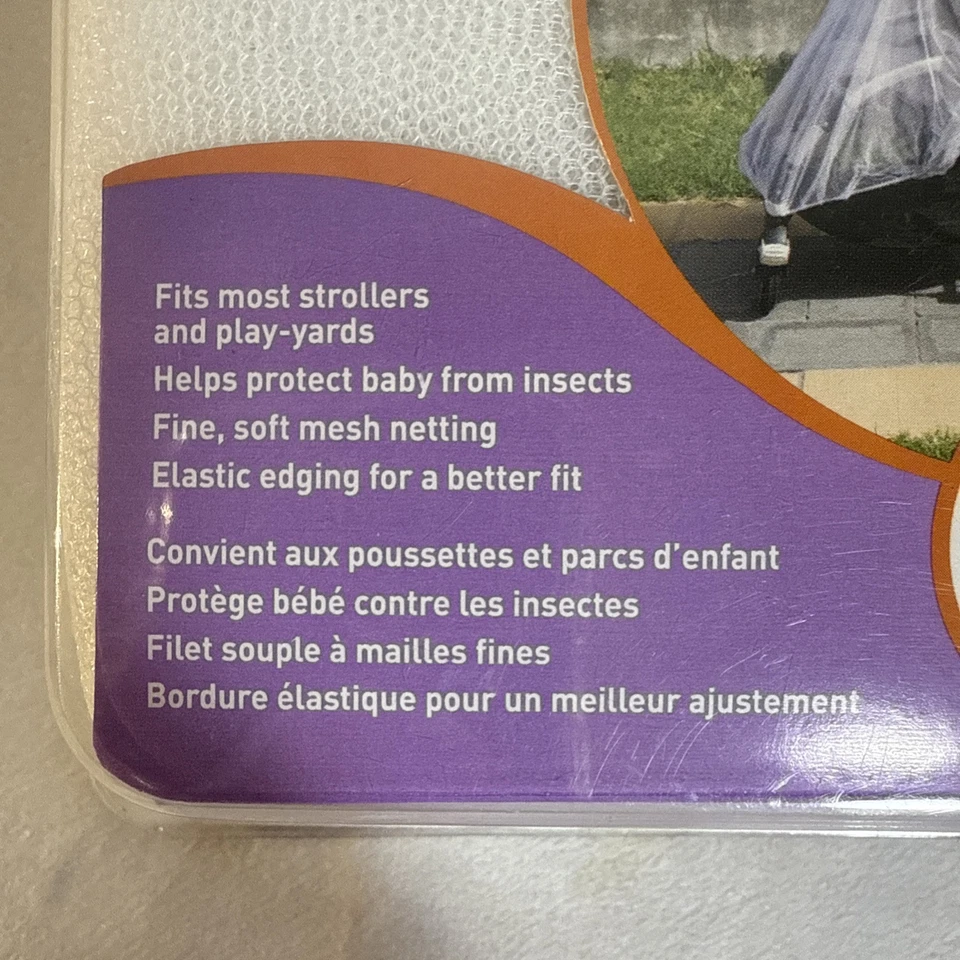 Fits most strollers
and play-yards
Helps protect baby from insects
Fine, soft mesh netting
Elastic edging for a better fit
Convient aux poussettes et parcs d'enfant
Protège bébé contre les insectes
Filet souple à mailles fines
Bordure élastique pour un meilleur ajustement